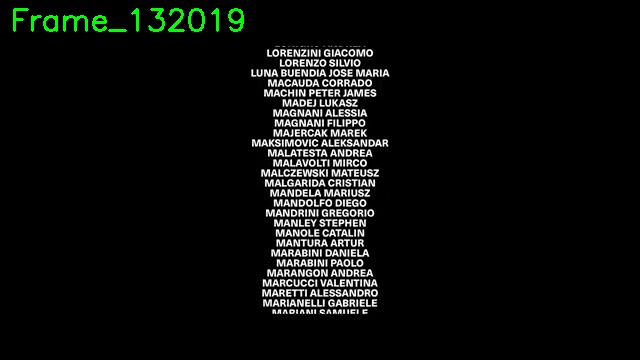 Frame_132019
LORENZINI GIACOMO
LORENZO SILVIO
LUNA BUENDIA JOSE MARIA
MACAUDA CORRADO
MACHIN PETER JAMES
MADEJ LUKASZ
MAGNANI ALESSIA
MAGNANI FILIPPO
MAJERCAK MAREK
MAKSIMOVIC ALEKSANDAR
MALATESTA ANDREA
MALAVOLTI MIRCO
MALCZEWSKI MATEUSZ
MALGARIDA CRISTIAN
MANDELA MARIUSZ
MANDOLFO DIEGO
MANDRINI GREGORIO
MANLEY STEPHEN
MANOLE CATALIN
MANTURA ARTUR
MARABINI DANIELA
MARABINI PAOLO
MARANGON ANDREA
MARCUCCI VALENTINA
MARETTI ALESSANDRO
MARIANELLI GABRIELE
MARIANI SAMUELE